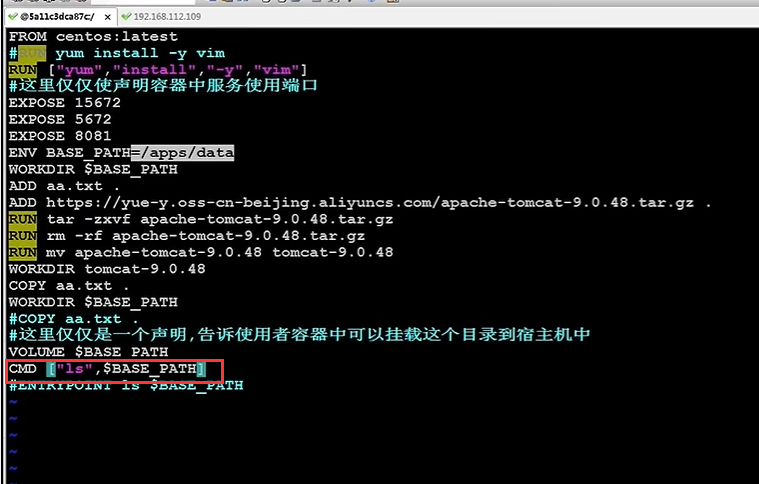 @5a11c3dca87c:/ × 192.168.112.109
FROM centos:latest
#RUN yum install -y vim
RUN ["yum","install","-y","vim"]
#这里仅仅使声明容器中服务使用端口
EXPOSE 15672
EXPOSE 5672
EXPOSE 8081
ENV BASE_PATH=/apps/data
WORKDIR $BASE_PATH
ADD aa.txt .
ADD https://yue-y.oss-cn-beijing.aliyuncs.com/apache-tomcat-9.0.48.tar.gz .
RUN tar -zxvf apache-tomcat-9.0.48.tar.gz
RUN rm -rf apache-tomcat-9.0.48.tar.gz
RUN mv apache-tomcat-9.0.48 tomcat-9.0.48
WORKDIR tomcat-9.0.48
COPY aa.txt .
WORKDIR $BASE_PATH
#COPY aa.txt .
#这里仅仅是一个声明,告诉使用者容器中可以挂载这个目录到宿主机中
VOLUME $BASE_PATH
CMD ["ls",$BASE_PATH]
#ENTRYPOINT ls $BASE_PATH
~
~
~
~
~